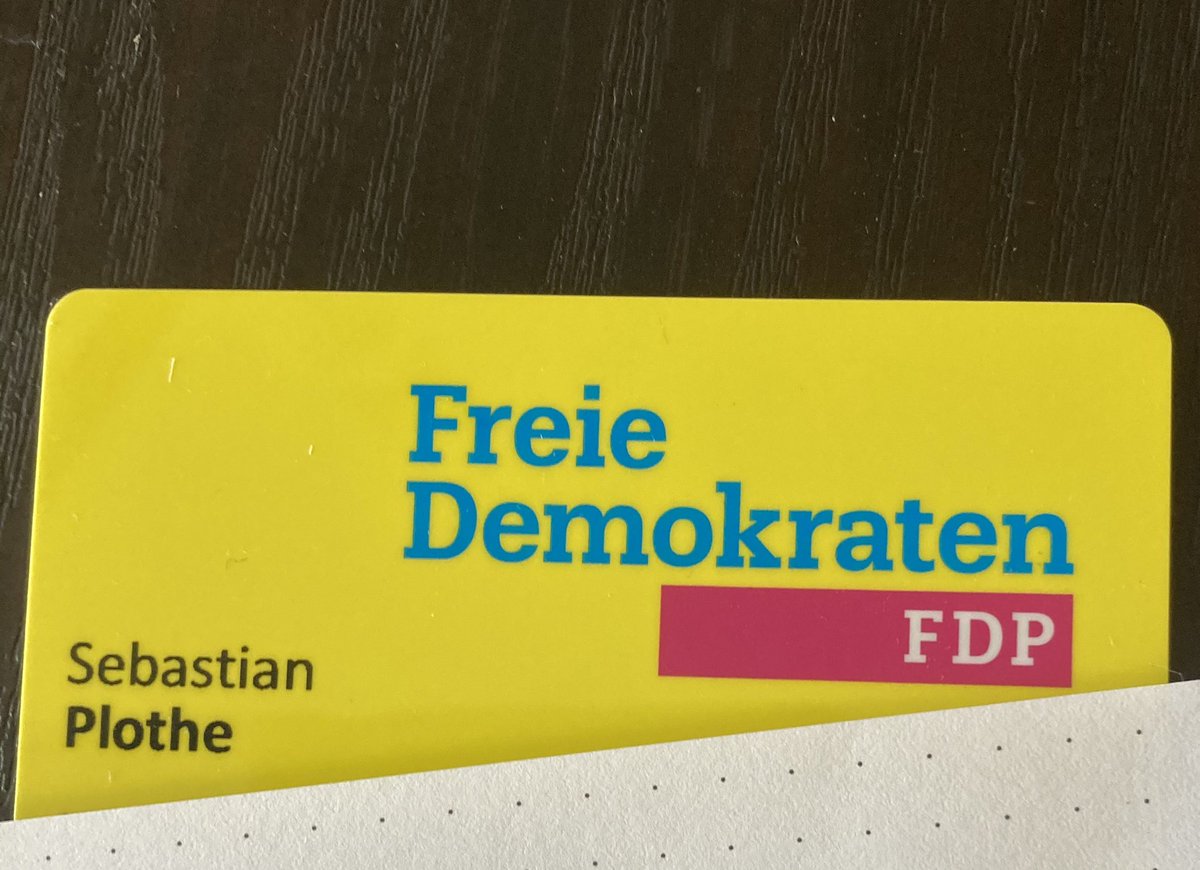 Freie
Demokraten
FDP
Sebastian
Plothe